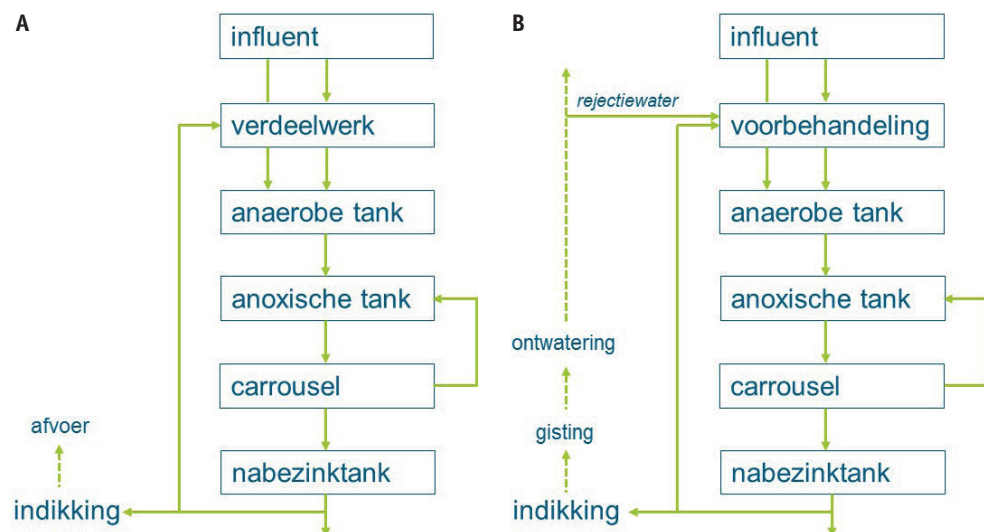 A
influent
verdeelwerk
anaerobe tank
anoxische tank
carrousel
afvoer
nabezinktank
indikking
B
influent
rejectiewater
voorbehandeling
anaerobe tank
anoxische tank
ontwatering
carrousel
gisting
nabezinktank
indikking